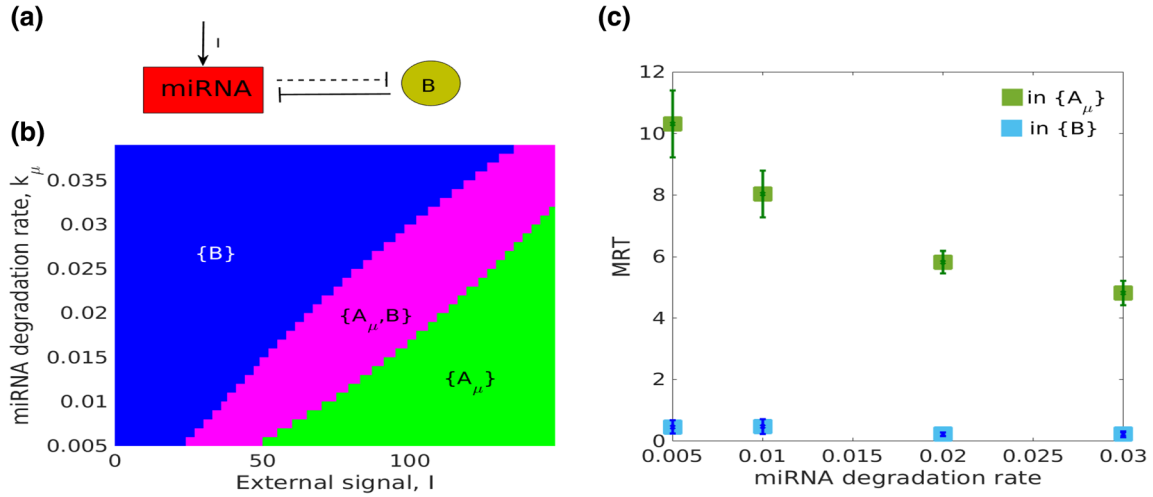 (a)
I
miRNA
B
(b)
miRNA degradation rate, kμ
0.035
0.03
0.025
0.02
0.015
0.01
0.005
{B}
{Aμ,B}
{Aμ}
0
50
100
External signal, I
(c)
MRT
12
10
8
6
4
2
0
in {Aμ}
in {B}
0.005
0.01
0.015
0.02
0.025
0.03
miRNA degradation rate